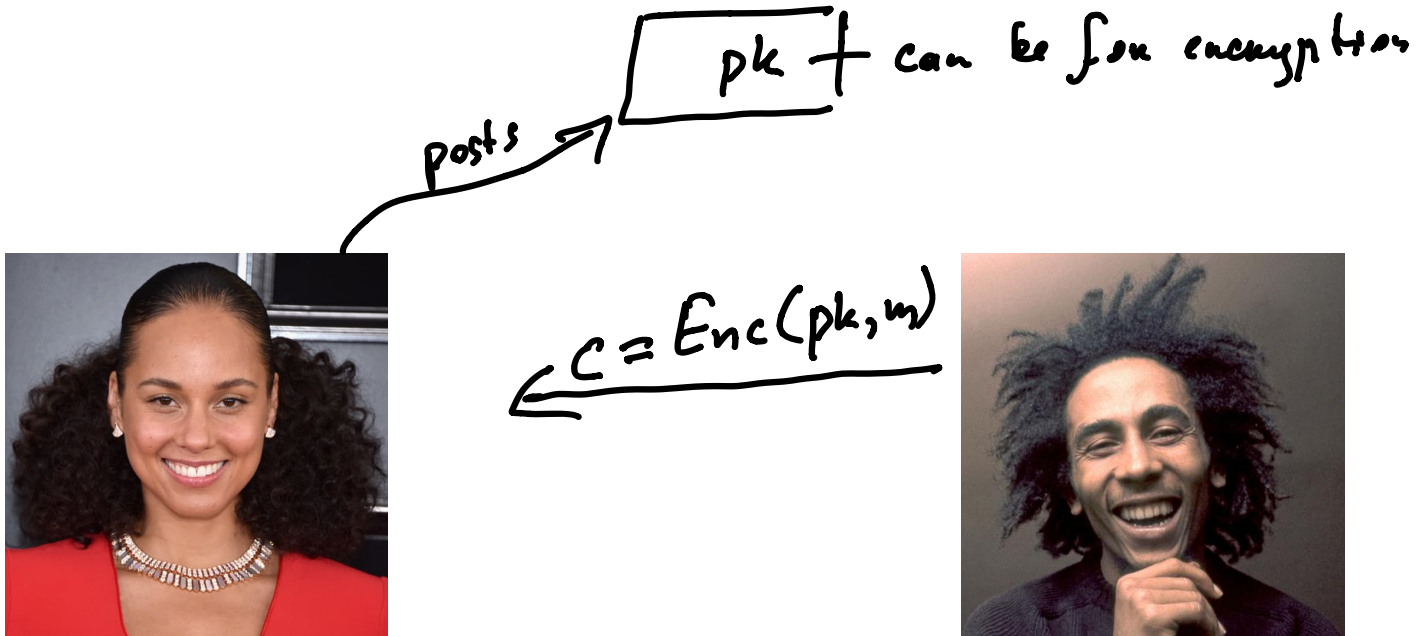 pk can be for encryption
posts
c = Enc(pk, m)